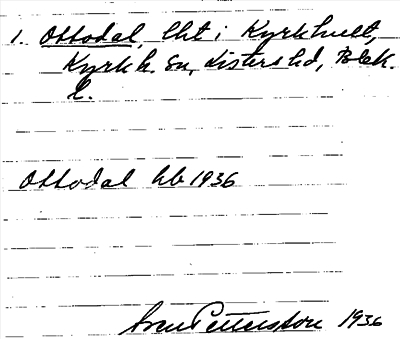 1. Ottodal, lht i Kyrkhult,
Kyrkh. sn, Listers hd, Blek.
l.
Ottodal hb 1936
Sven Pettersson 1936